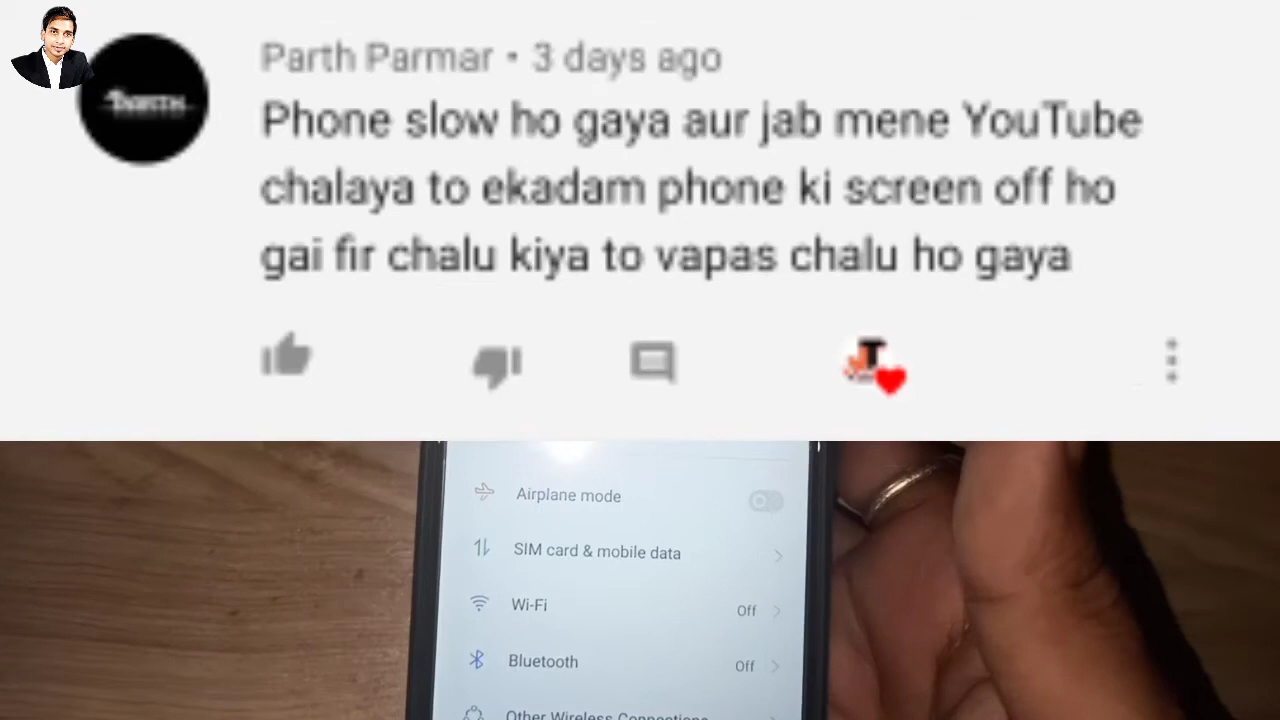 Parth Parmar • 3 days ago
Phone slow ho gaya aur jab mene YouTube
chalaya to ekadam phone ki screen off ho
gai fir chalu kiya to vapas chalu ho gaya
Airplane mode
SIM card & mobile data
Wi-Fi Off
Bluetooth Off
Other Wireless Connections